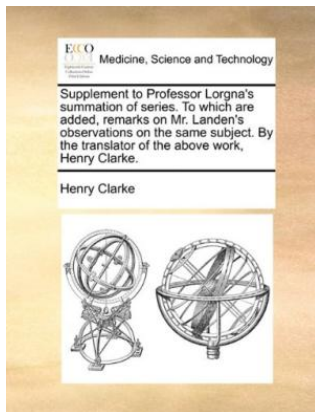 ECCO
Medicine, Science and Technology
Supplement to Professor Lorgna's
summation of series. To which are
added, remarks on Mr. Landen's
observations on the same subject. By
the translator of the above work,
Henry Clarke.
Henry Clarke